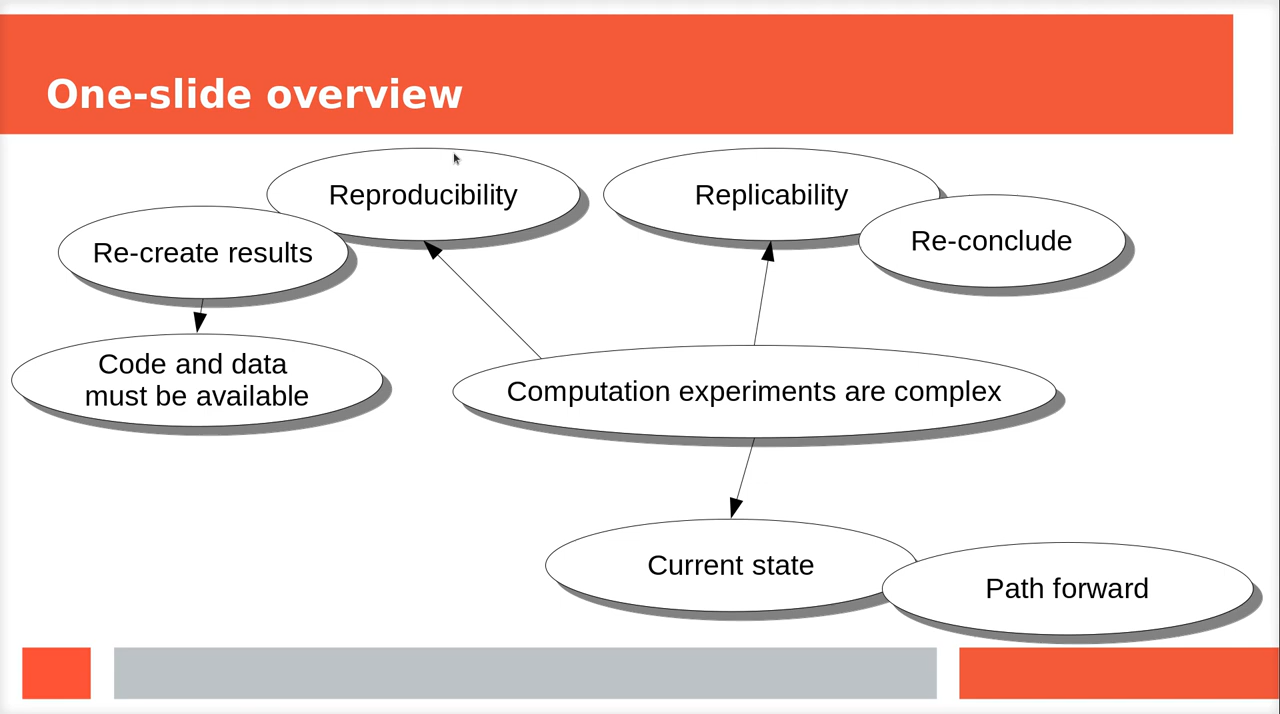 One-slide overview
Reproducibility
Replicability
Re-create results
Re-conclude
Code and data
must be available
Computation experiments are complex
Current state
Path forward